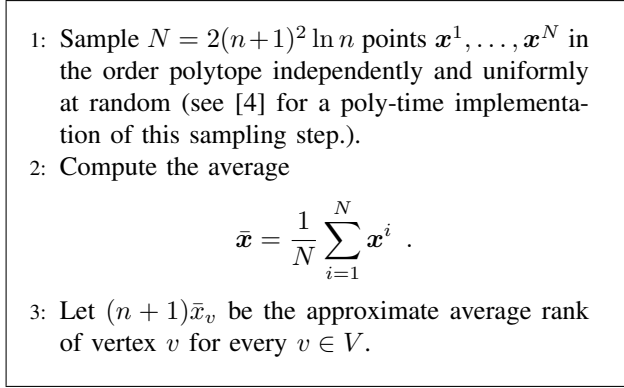 1: Sample N = 2(n+1)² ln n points x¹, . . . , xᴺ in
the order polytope independently and uniformly
at random (see [4] for a poly-time implementa-
tion of this sampling step.).
2: Compute the average
x̄ = 1/N ∑ᵢ₌₁ᴺ xⁱ .
3: Let (n + 1)x̄ᵥ be the approximate average rank
of vertex v for every v ∈ V.